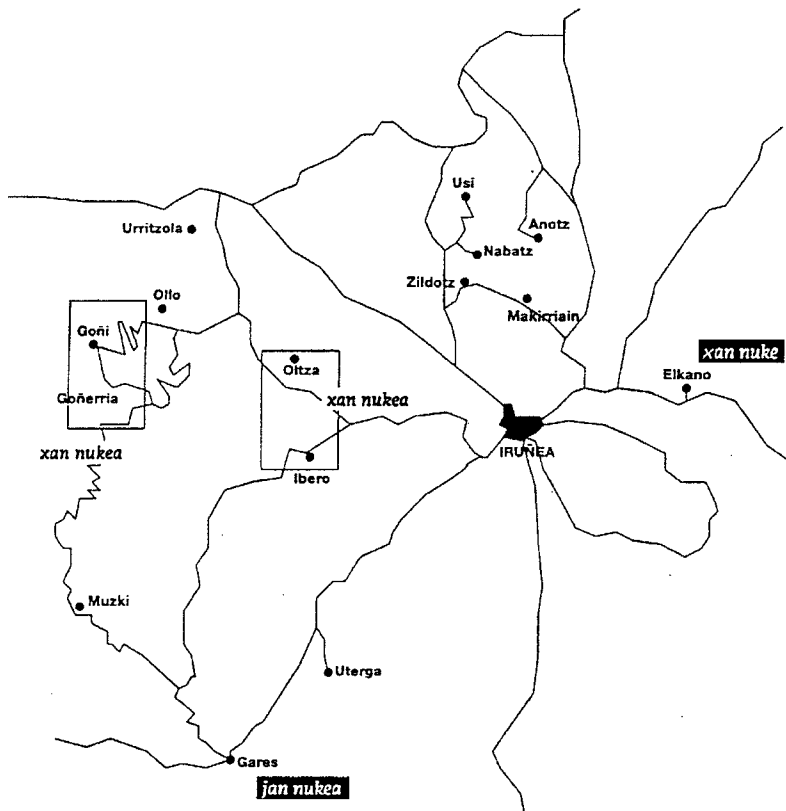 Usi
Urritzola
Anotz
Nabatz
Zildotz
Ollo
Makirriain
Goñi
xan nuke
Oltza
Elkano
Goñerria
xan nukea
xan nukea
IRUÑEA
Ibero
Muzki
Uterga
Gares
jan nukea